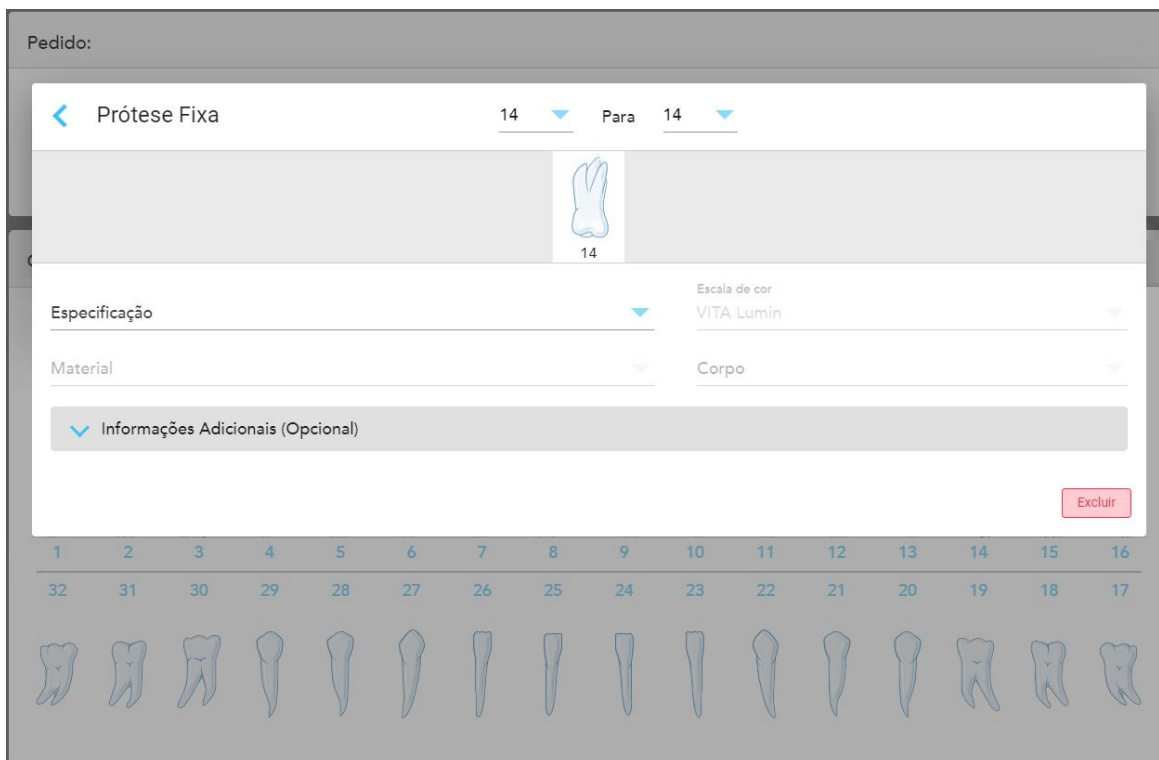 Pedido:
Prótese Fixa 14 Para 14
14
Escala de cor
Especificação VITA Lumin
Material Corpo
Informações Adicionais (Opcional)
Excluir
1 2 3 4 5 6 7 8 9 10 11 12 13 14 15 16
32 31 30 29 28 27 26 25 24 23 22 21 20 19 18 17